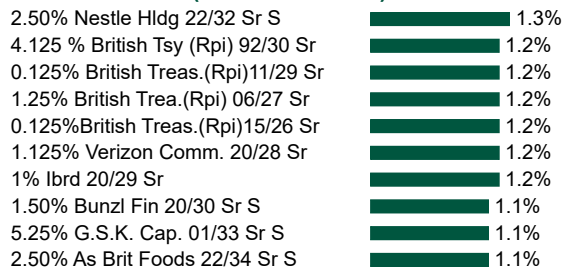 2.50% Nestle Hldg 22/32 Sr S 1.3%
4.125 % British Tsy (Rpi) 92/30 Sr 1.2%
0.125% British Treas.(Rpi)11/29 Sr 1.2%
1.25% British Trea.(Rpi) 06/27 Sr 1.2%
0.125%British Treas.(Rpi)15/26 Sr 1.2%
1.125% Verizon Comm. 20/28 Sr 1.2%
1% Ibrd 20/29 Sr 1.2%
1.50% Bunzl Fin 20/30 Sr S 1.1%
5.25% G.S.K. Cap. 01/33 Sr S 1.1%
2.50% As Brit Foods 22/34 Sr S 1.1%